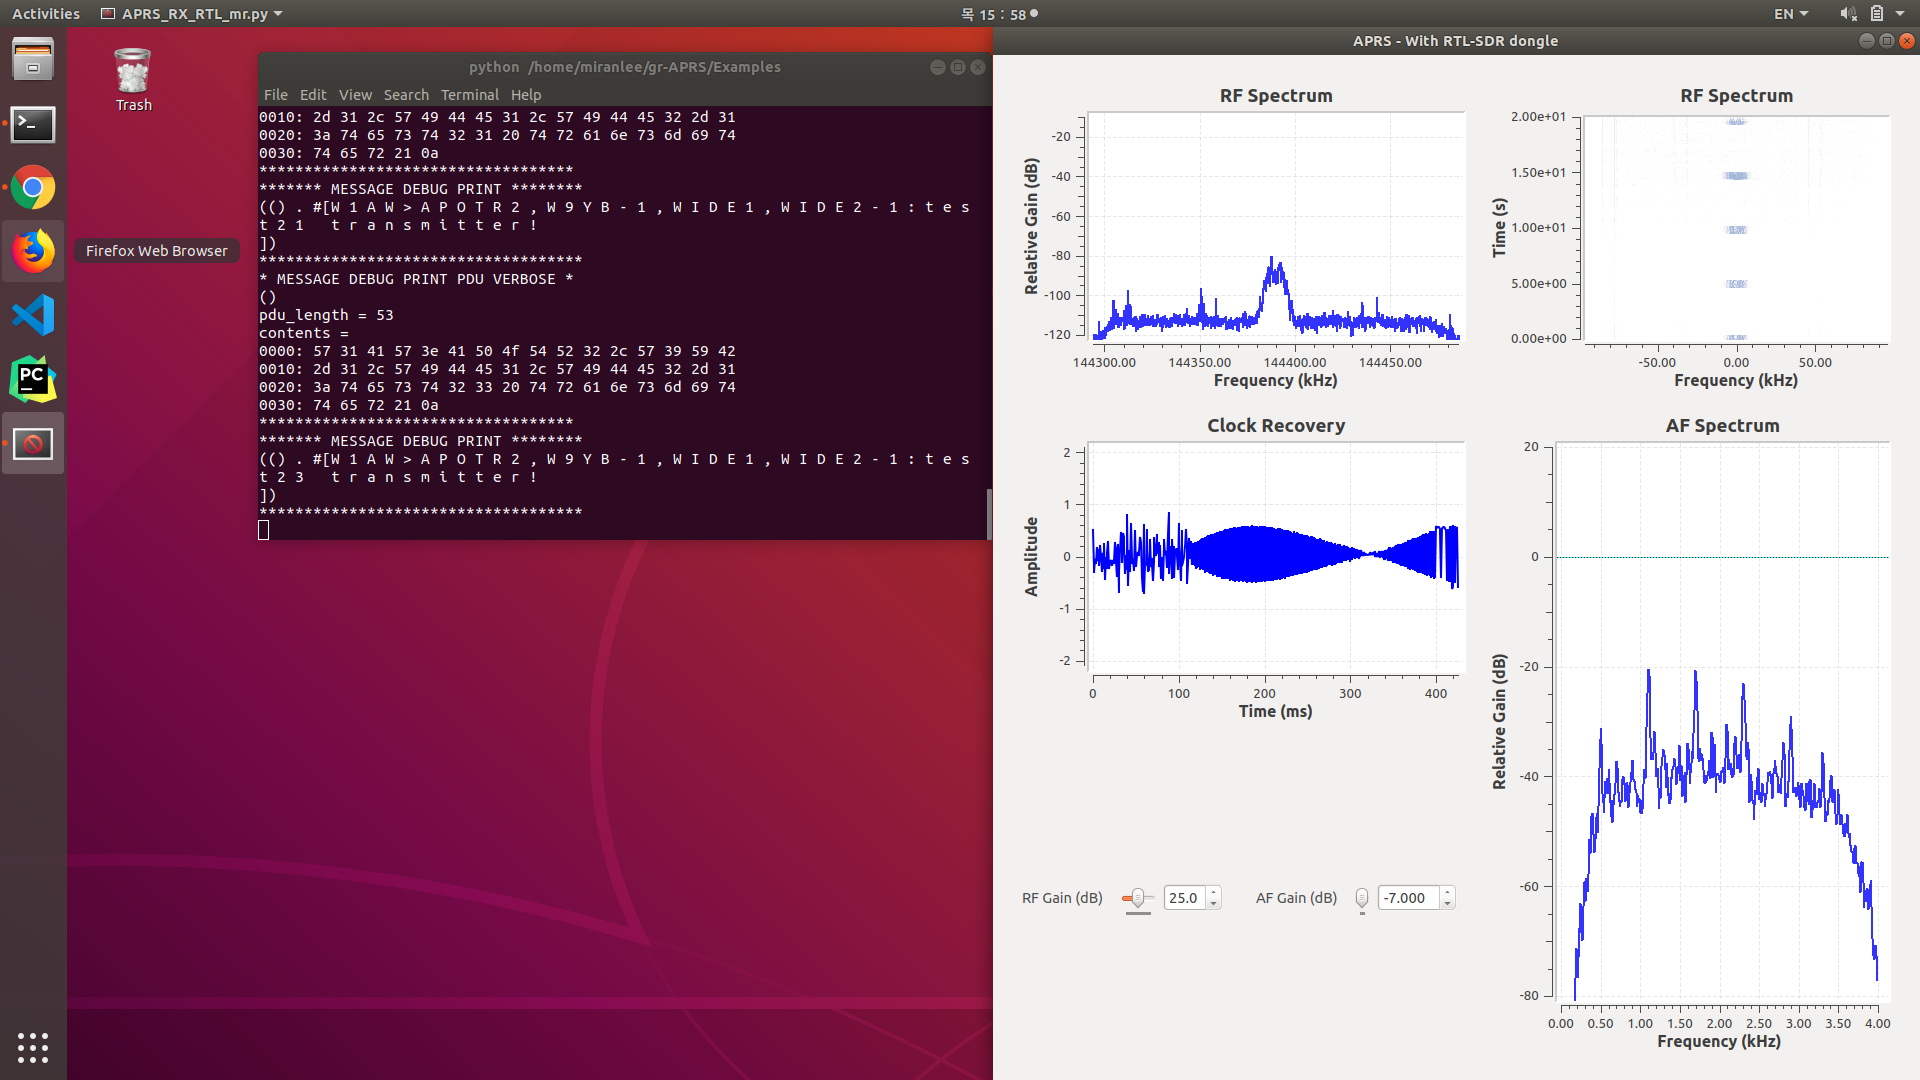 Activities
APRS_RX_RTL_mr.py
목 15 : 58
EN
Trash
Firefox Web Browser
python /home/miranlee/gr-APRS/Examples
File Edit View Search Terminal Help
0010: 2d 31 2c 57 49 44 45 31 2c 57 49 44 45 32 2d 31
0020: 3a 74 65 73 74 32 31 20 74 72 61 6e 73 6d 69 74
0030: 74 65 72 21 0a
***********************************
******* MESSAGE DEBUG PRINT ********
(() . #[W 1 A W > A P O T R 2 , W 9 Y B - 1 , W I D E 1 , W I D E 2 - 1 : t e s
t 2 1   t r a n s m i t t e r !
])
************************************
* MESSAGE DEBUG PRINT PDU VERBOSE *
()
pdu_length = 53
contents =
0000: 57 31 41 57 3e 41 50 4f 54 52 32 2c 57 39 59 42
0010: 2d 31 2c 57 49 44 45 31 2c 57 49 44 45 32 2d 31
0020: 3a 74 65 73 74 32 33 20 74 72 61 6e 73 6d 69 74
0030: 74 65 72 21 0a
***********************************
******* MESSAGE DEBUG PRINT ********
(() . #[W 1 A W > A P O T R 2 , W 9 Y B - 1 , W I D E 1 , W I D E 2 - 1 : t e s
t 2 3   t r a n s m i t t e r !
])
************************************
PC
APRS - With RTL-SDR dongle
RF Spectrum
Relative Gain (dB)
-20
-40
-60
-80
-100
-120
144300.00 144350.00 144400.00 144450.00
Frequency (kHz)
RF Spectrum
Time (s)
2.00e+01
1.50e+01
1.00e+01
5.00e+00
0.00e+00
-50.00 0.00 50.00
Frequency (kHz)
Clock Recovery
Amplitude
2
1
0
-1
-2
0 100 200 300 400
Time (ms)
AF Spectrum
Relative Gain (dB)
20
0
-20
-40
-60
-80
0.00 0.50 1.00 1.50 2.00 2.50 3.00 3.50 4.00
Frequency (kHz)
RF Gain (dB) 25.0
AF Gain (dB) -7.000